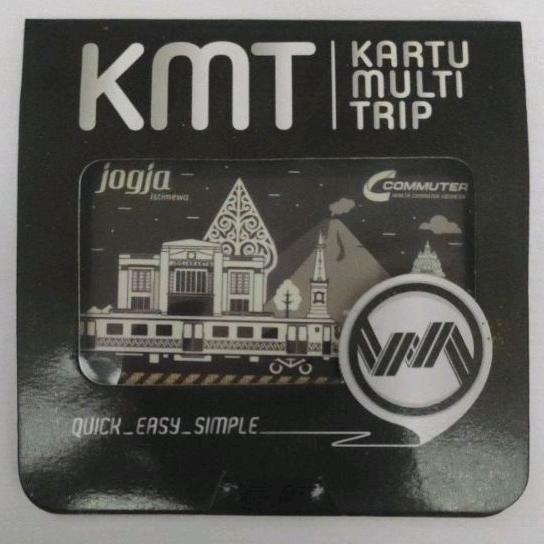 KMT
KARTU
MULTI
TRIP
jogja
istimewa
COMMUTER
QUICK_EASY_SIMPLE